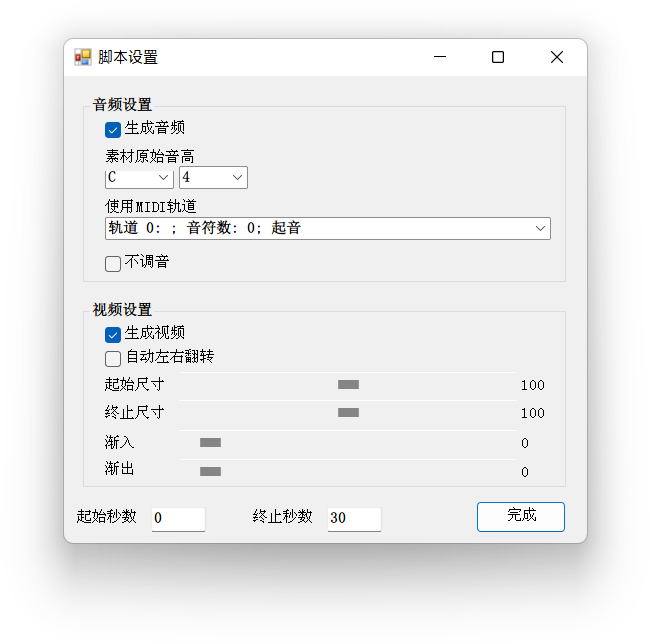 脚本设置
音频设置
生成音频
素材原始音高
C 4
使用MIDI轨道
轨道 0: ; 音符数: 0; 起音
不调音
视频设置
生成视频
自动左右翻转
起始尺寸 100
终止尺寸 100
渐入 0
渐出 0
起始秒数 0 终止秒数 30 完成